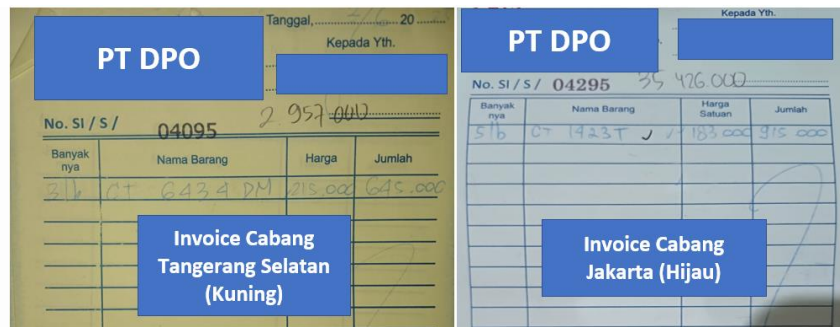 Tanggal, 20
PT DPO
Kepada Yth.
No. SI / S / 04095
2 957 000
Banyak nya Nama Barang Harga Jumlah
3 lb CT 6434 DM 215.000 645.000
Invoice Cabang
Tangerang Selatan
(Kuning)
Kepada Yth.
PT DPO
No. SI / S / 04295 35 426.000
Banyak nya Nama Barang Harga Satuan Jumlah
5 lb CT 1423 T 183 000 915 000
Invoice Cabang
Jakarta (Hijau)